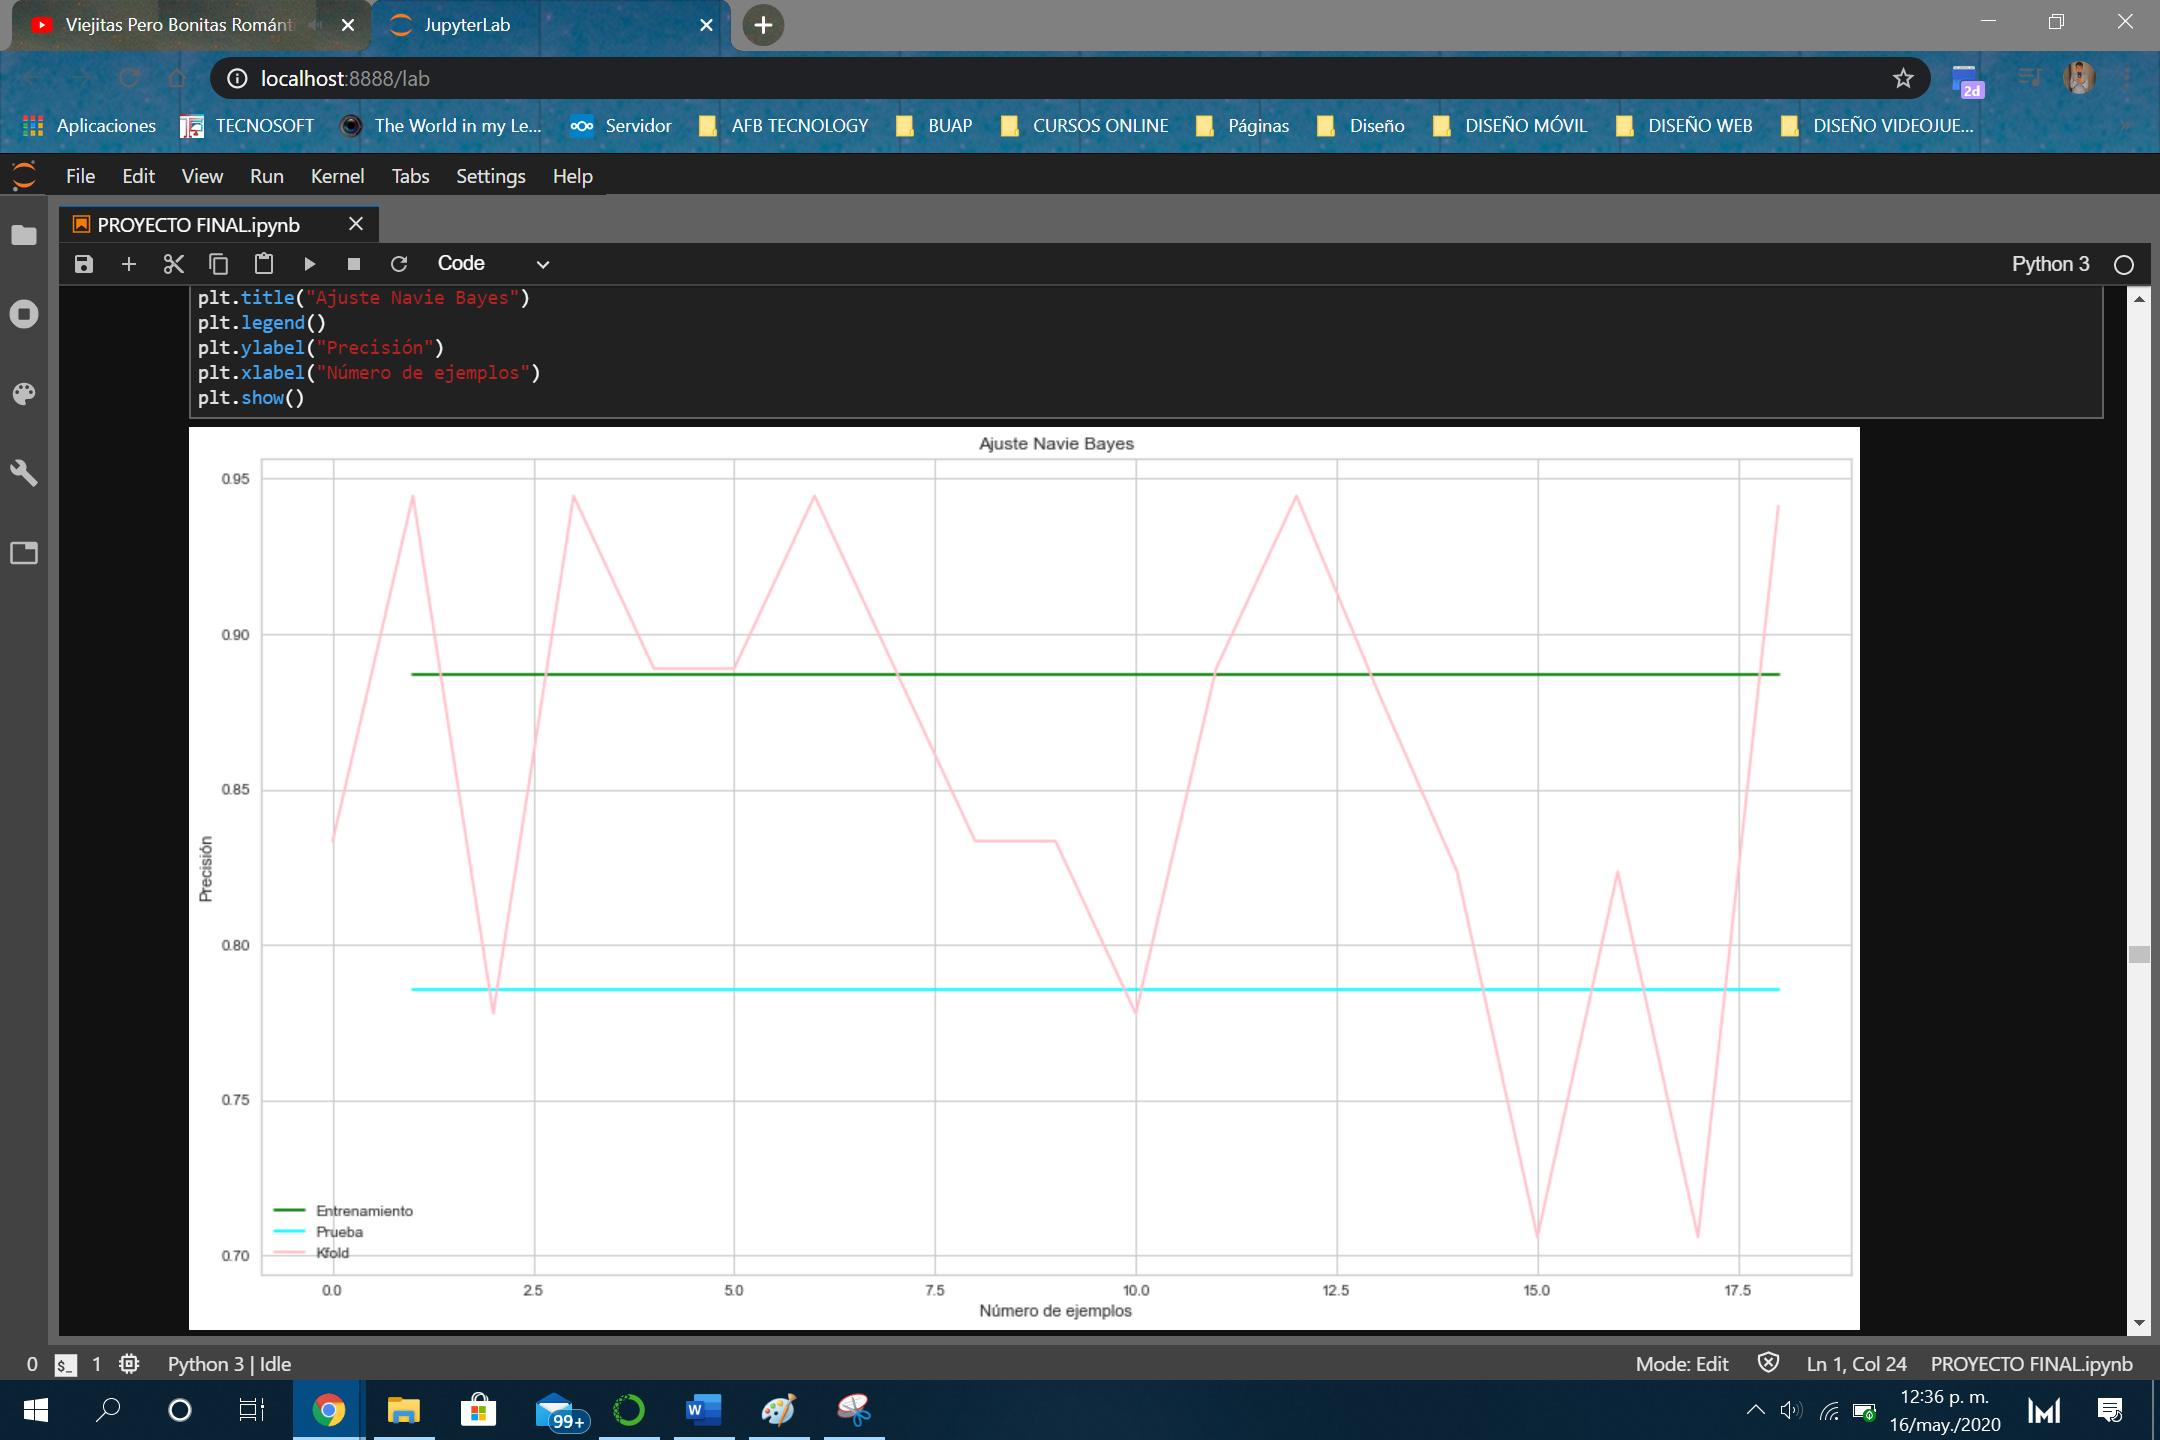 Viejitas Pero Bonitas Románt
JupyterLab
localhost:8888/lab
2d
Aplicaciones TECNOSOFT The World in my Le... Servidor AFB TECNOLOGY BUAP CURSOS ONLINE Páginas Diseño DISEÑO MÓVIL DISEÑO WEB DISEÑO VIDEOJUE...
File Edit View Run Kernel Tabs Settings Help
PROYECTO FINAL.ipynb
Code Python 3
plt.title("Ajuste Navie Bayes")
plt.legend()
plt.ylabel("Precisión")
plt.xlabel("Número de ejemplos")
plt.show()
Ajuste Navie Bayes
0.95
0.90
0.85
0.80
0.75
0.70
Precisión
Entrenamiento
Prueba
Kfold
0.0 2.5 5.0 7.5 10.0 12.5 15.0 17.5
Número de ejemplos
0 $_ 1 Python 3 | Idle Mode: Edit Ln 1, Col 24 PROYECTO FINAL.ipynb
99+
W
12:36 p. m.
16/may./2020